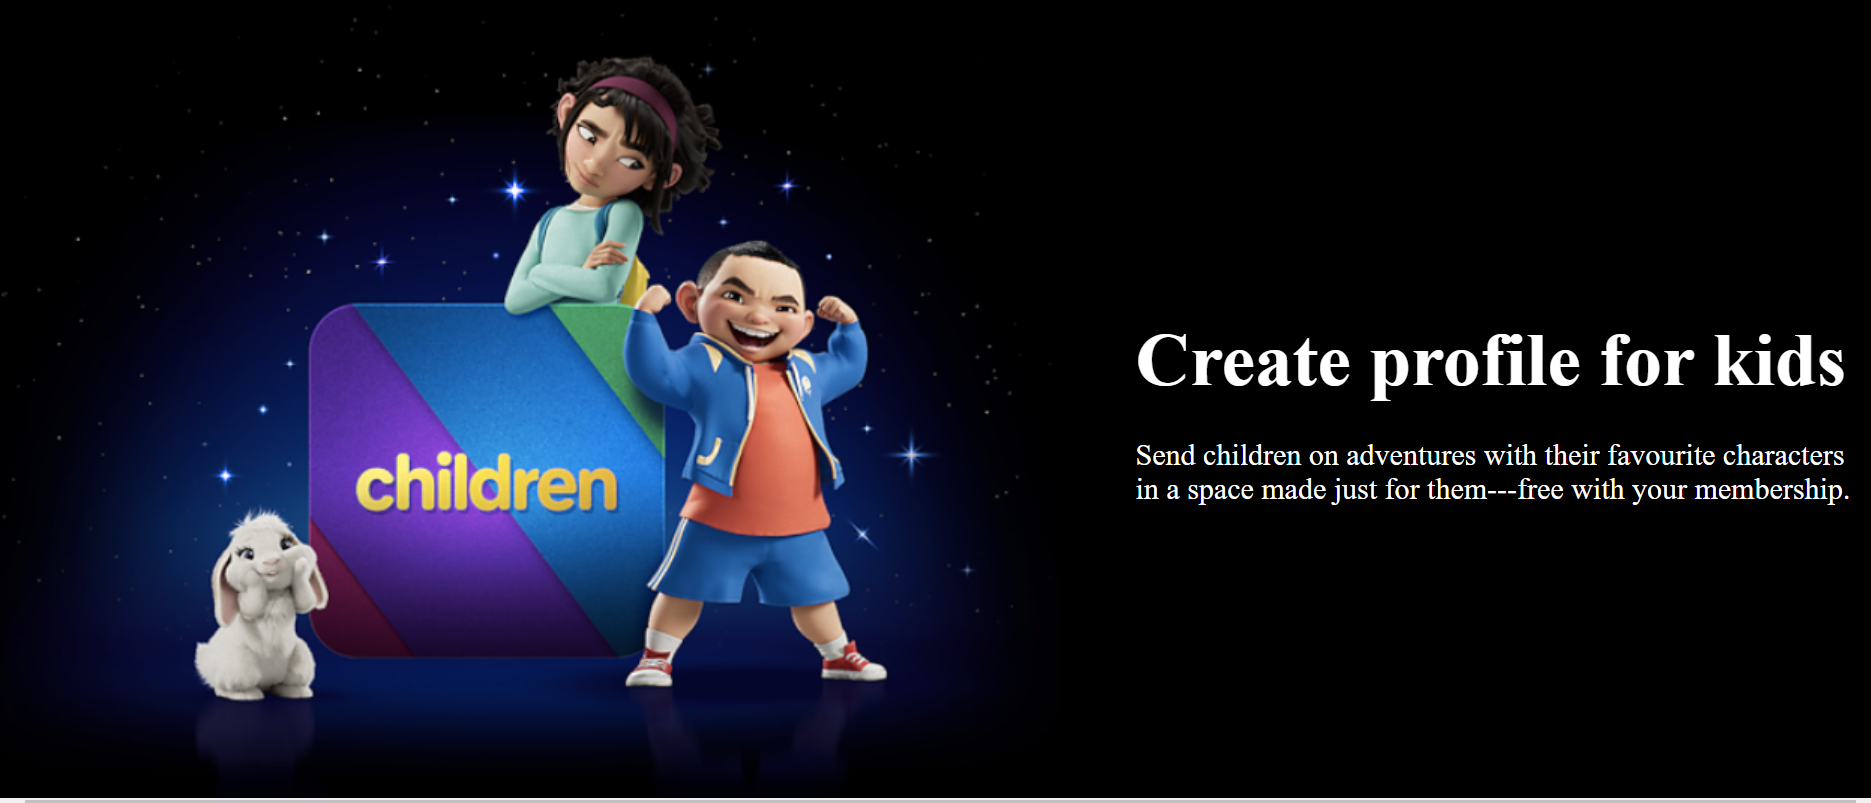 children
Create profile for kids
Send children on adventures with their favourite characters
in a space made just for them---free with your membership.